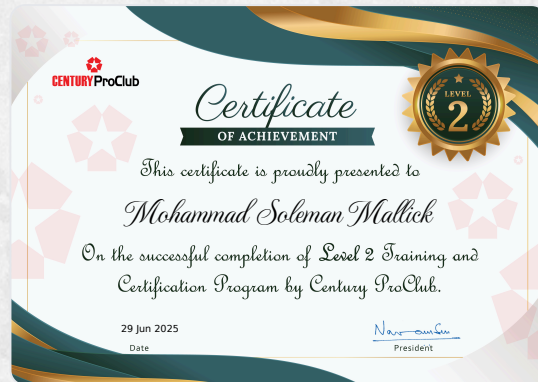 CENTURY ProClub
Certificate
OF ACHIEVEMENT
LEVEL
2
This certificate is proudly presented to
Mohammad Soleman Mallick
On the successful completion of Level 2 Training and
Certification Program by Century ProClub.
29 Jun 2025
Date
President